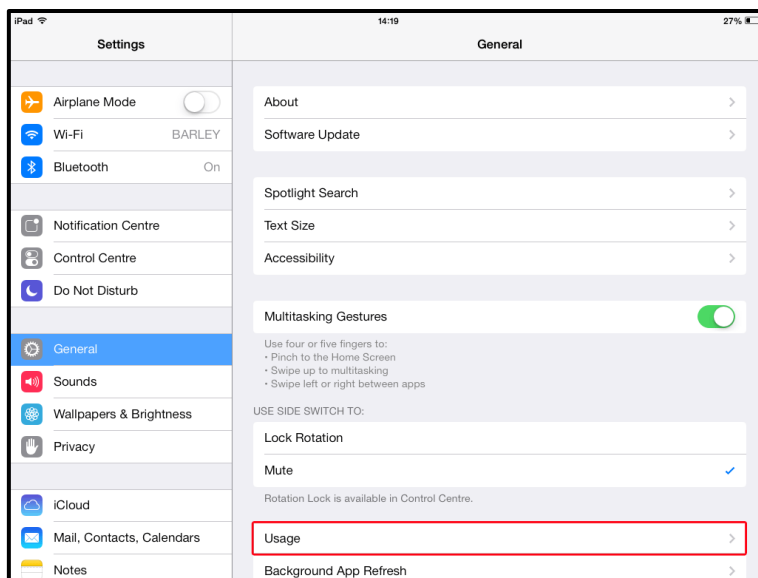 iPad
14:19
27%
Settings
General
Airplane Mode
Wi-Fi BARLEY
Bluetooth On
Notification Centre
Control Centre
Do Not Disturb
General
Sounds
Wallpapers & Brightness
Privacy
iCloud
Mail, Contacts, Calendars
Notes
About
Software Update
Spotlight Search
Text Size
Accessibility
Multitasking Gestures
Use four or five fingers to:
• Pinch to the Home Screen
• Swipe up to multitasking
• Swipe left or right between apps
USE SIDE SWITCH TO:
Lock Rotation
Mute
Rotation Lock is available in Control Centre.
Usage
Background App Refresh